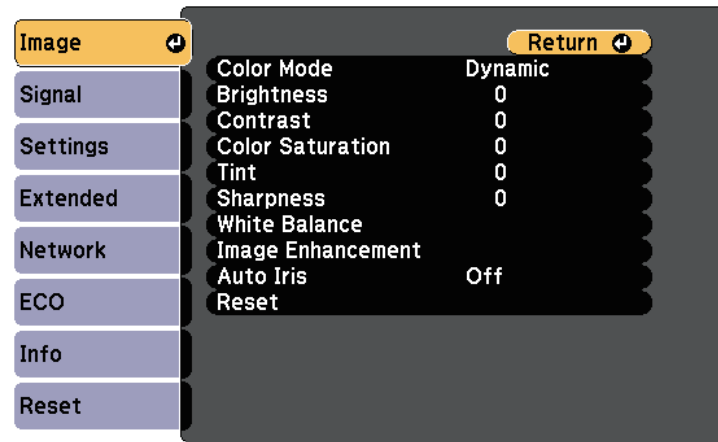 Image
Signal
Settings
Extended
Network
ECO
Info
Reset
Return
Color Mode Dynamic
Brightness 0
Contrast 0
Color Saturation 0
Tint 0
Sharpness 0
White Balance
Image Enhancement
Auto Iris Off
Reset